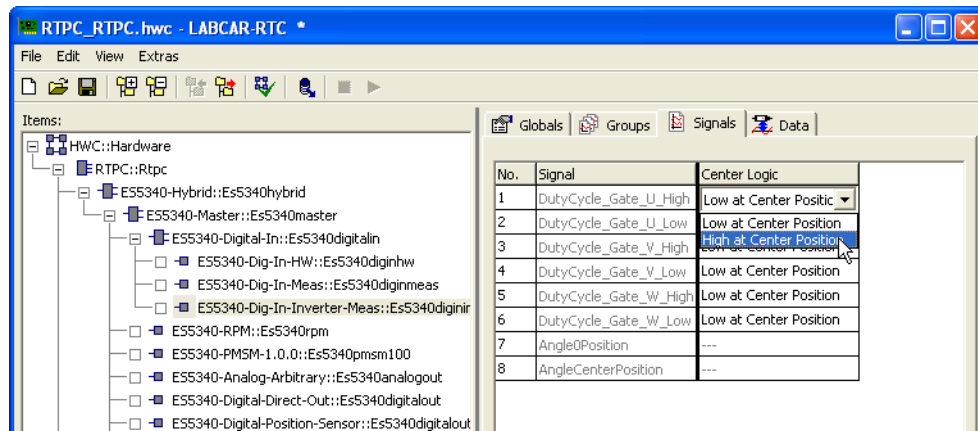 RTPC_RTPC.hwc - LABCAR-RTC *
File Edit View Extras
Items:
HWC::Hardware
RTPC::Rtpc
ES5340-Hybrid::Es5340hybrid
ES5340-Master::Es5340master
ES5340-Digital-In::Es5340digitalin
ES5340-Dig-In-HW::Es5340diginhw
ES5340-Dig-In-Meas::Es5340diginmeas
ES5340-Dig-In-Inverter-Meas::Es5340diginin
ES5340-RPM::Es5340rpm
ES5340-PMSM-1.0.0::Es5340pmsm100
ES5340-Analog-Arbitrary::Es5340analogout
ES5340-Digital-Direct-Out::Es5340digitalout
ES5340-Digital-Position-Sensor::Es5340digitalout
Globals Groups Signals Data
No. Signal Center Logic
1 DutyCycle_Gate_U_High Low at Center Positic
2 DutyCycle_Gate_U_Low Low at Center Position
High at Center Position
3 DutyCycle_Gate_V_High Low at Center Position
4 DutyCycle_Gate_V_Low Low at Center Position
5 DutyCycle_Gate_W_High Low at Center Position
6 DutyCycle_Gate_W_Low Low at Center Position
7 Angle0Position ---
8 AngleCenterPosition ---